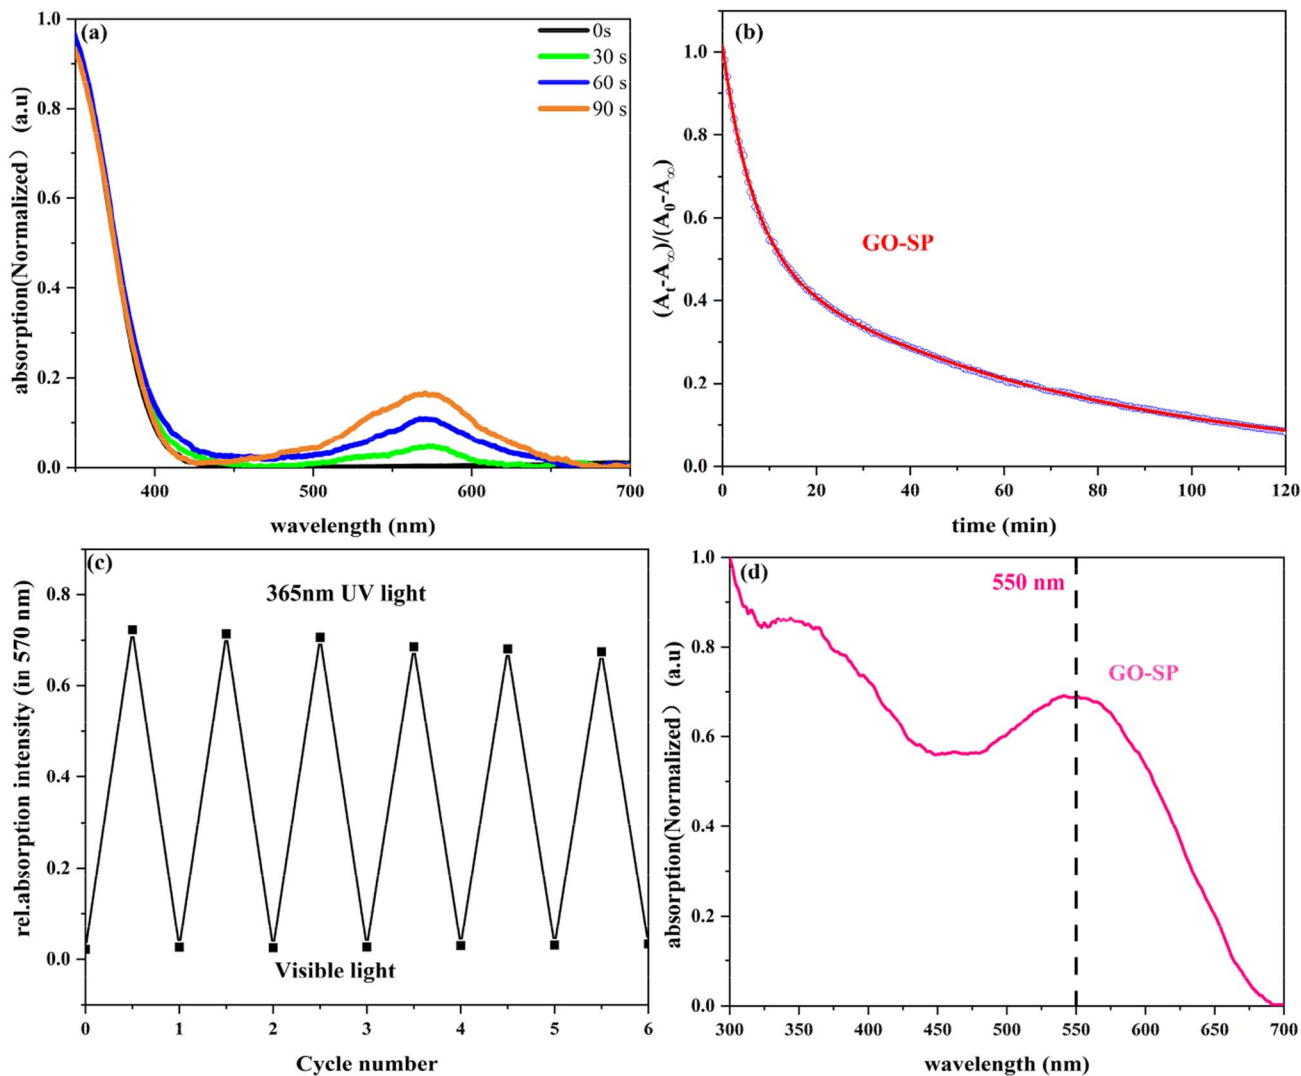 (a)
0s
30 s
60 s
90 s
1.0
0.8
0.6
0.4
0.2
0.0
absorption(Normalized） (a.u)
400
500
600
700
wavelength (nm)
(b)
1.0
0.8
0.6
0.4
0.2
0.0
(A_t-A_∞)/(A_0-A_∞)
GO-SP
0
20
40
60
80
100
120
time (min)
(c)
365nm UV light
0.8
0.6
0.4
0.2
0.0
rel.absorption intensity (in 570 nm)
Visible light
0
1
2
3
4
5
6
Cycle number
(d)
550 nm
GO-SP
1.0
0.8
0.6
0.4
0.2
0.0
absorption(Normalized） (a.u)
300
350
400
450
500
550
600
650
700
wavelength (nm)